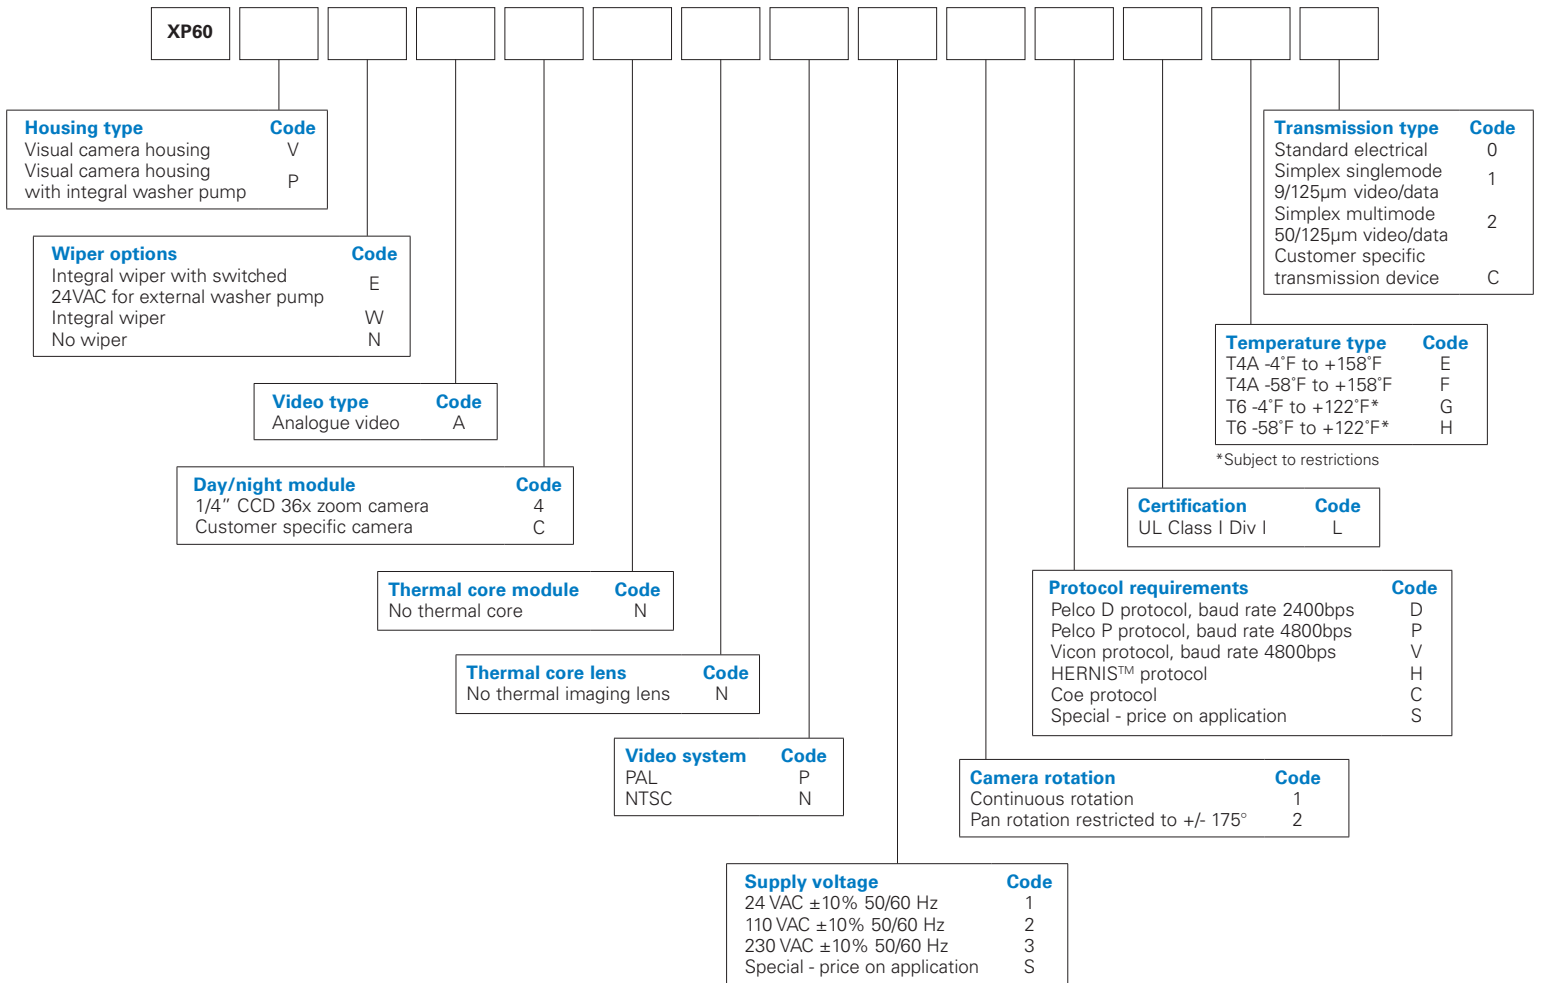 XP60
Housing type Code
Visual camera housing V
Visual camera housing
with integral washer pump P
Wiper options Code
Integral wiper with switched
24VAC for external washer pump E
Integral wiper W
No wiper N
Video type Code
Analogue video A
Day/night module Code
1/4” CCD 36x zoom camera 4
Customer specific camera C
Thermal core module Code
No thermal core N
Thermal core lens Code
No thermal imaging lens N
Video system Code
PAL P
NTSC N
Supply voltage Code
24 VAC ±10% 50/60 Hz 1
110 VAC ±10% 50/60 Hz 2
230 VAC ±10% 50/60 Hz 3
Special - price on application S
Camera rotation Code
Continuous rotation 1
Pan rotation restricted to +/- 175° 2
Protocol requirements Code
Pelco D protocol, baud rate 2400bps D
Pelco P protocol, baud rate 4800bps P
Vicon protocol, baud rate 4800bps V
HERNIS™ protocol H
Coe protocol C
Special - price on application S
Certification Code
UL Class I Div I L
Temperature type Code
T4A -4˚F to +158˚F E
T4A -58˚F to +158˚F F
T6 -4˚F to +122˚F* G
T6 -58˚F to +122˚F* H
*Subject to restrictions
Transmission type Code
Standard electrical 0
Simplex singlemode
9/125µm video/data 1
Simplex multimode
50/125µm video/data 2
Customer specific
transmission device C